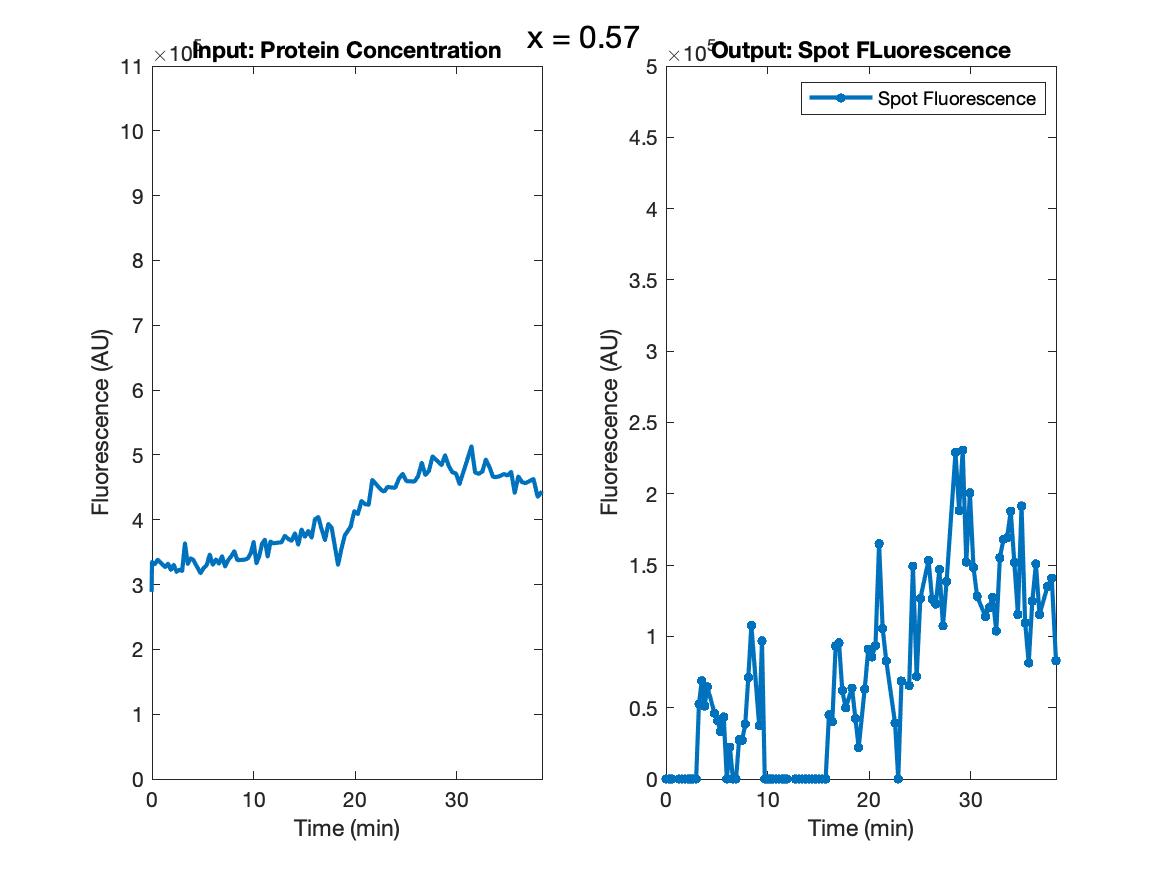 x = 0.57
×10⁵
Input: Protein Concentration
11
10
9
8
7
6
5
4
3
2
1
0
Fluorescence (AU)
0 10 20 30
Time (min)
×10⁵
Output: Spot FLuorescence
Spot Fluorescence
5
4.5
4
3.5
3
2.5
2
1.5
1
0.5
0
Fluorescence (AU)
0 10 20 30
Time (min)